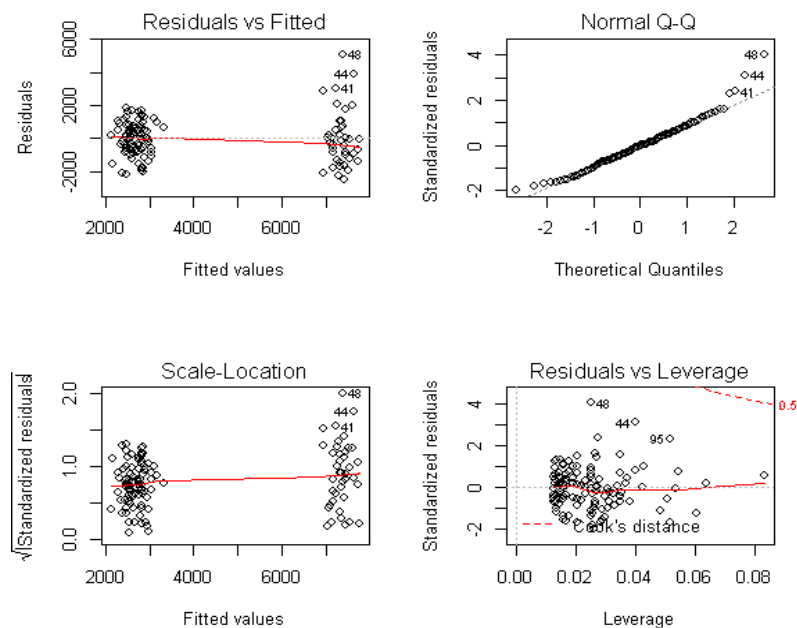 Residuals vs Fitted
Residuals
6000
2000
-2000
48
44
41
2000 4000 6000
Fitted values
Normal Q-Q
Standardized residuals
4
2
0
-2
48
44
41
-2 -1 0 1 2
Theoretical Quantiles
Scale-Location
√|Standardized residuals|
2.0
1.0
0.0
48
44
41
2000 4000 6000
Fitted values
Residuals vs Leverage
Standardized residuals
4
2
0
-2
48
44
95
0.5
Cook's distance
0.00 0.02 0.04 0.06 0.08
Leverage